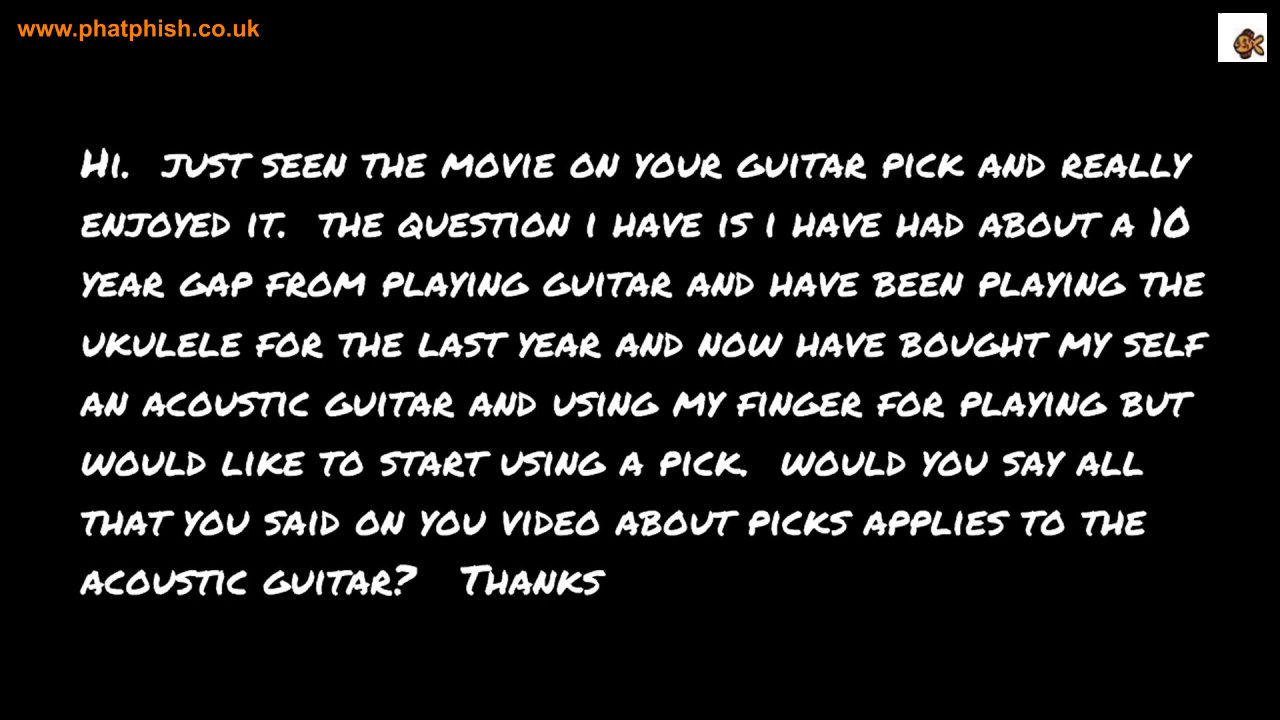 www.phatphish.co.uk
Hi. just seen the movie on your guitar pick and really
enjoyed it. the question i have is i have had about a 10
year gap from playing guitar and have been playing the
ukulele for the last year and now have bought my self
an acoustic guitar and using my finger for playing but
would like to start using a pick. would you say all
that you said on you video about picks applies to the
acoustic guitar? Thanks